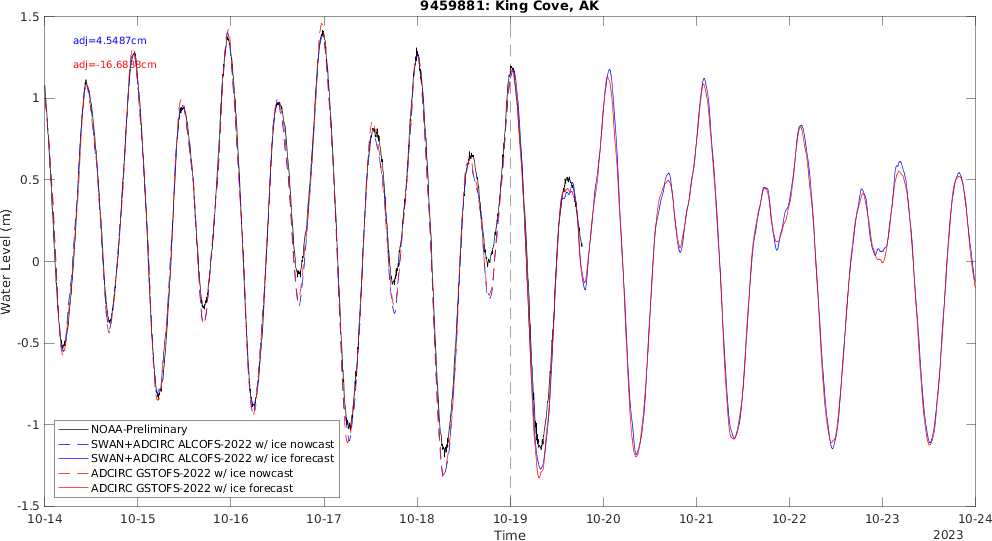 9459881: King Cove, AK
adj=4.5487cm
adj=-16.6838cm
Water Level (m)
1.5
1
0.5
0
-0.5
-1
-1.5
NOAA-Preliminary
SWAN+ADCIRC ALCOFS-2022 w/ ice nowcast
SWAN+ADCIRC ALCOFS-2022 w/ ice forecast
ADCIRC GSTOFS-2022 w/ ice nowcast
ADCIRC GSTOFS-2022 w/ ice forecast
10-14 10-15 10-16 10-17 10-18 10-19 10-20 10-21 10-22 10-23 10-24
Time
2023